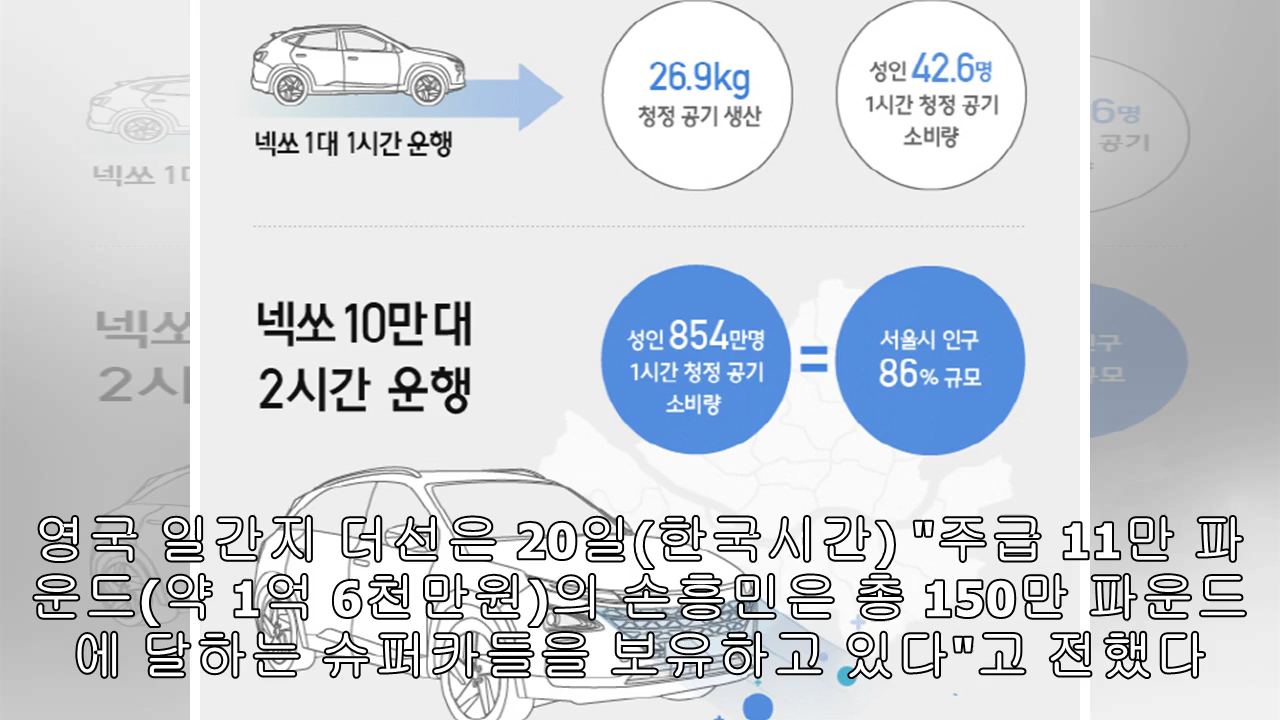 26.9kg
청정 공기 생산
성인 42.6명
1시간 청정 공기
소비량
넥쏘 1대 1시간 운행
넥쏘 10만대
2시간 운행
성인 854만명
1시간 청정 공기
소비량
=
서울시 인구
86% 규모
영국 일간지 더선은 20일(한국시간) "주급 11만 파
운드(약 1억 6천만원)의 손흥민은 총 150만 파운드
에 달하는 슈퍼카들을 보유하고 있다"고 전했다